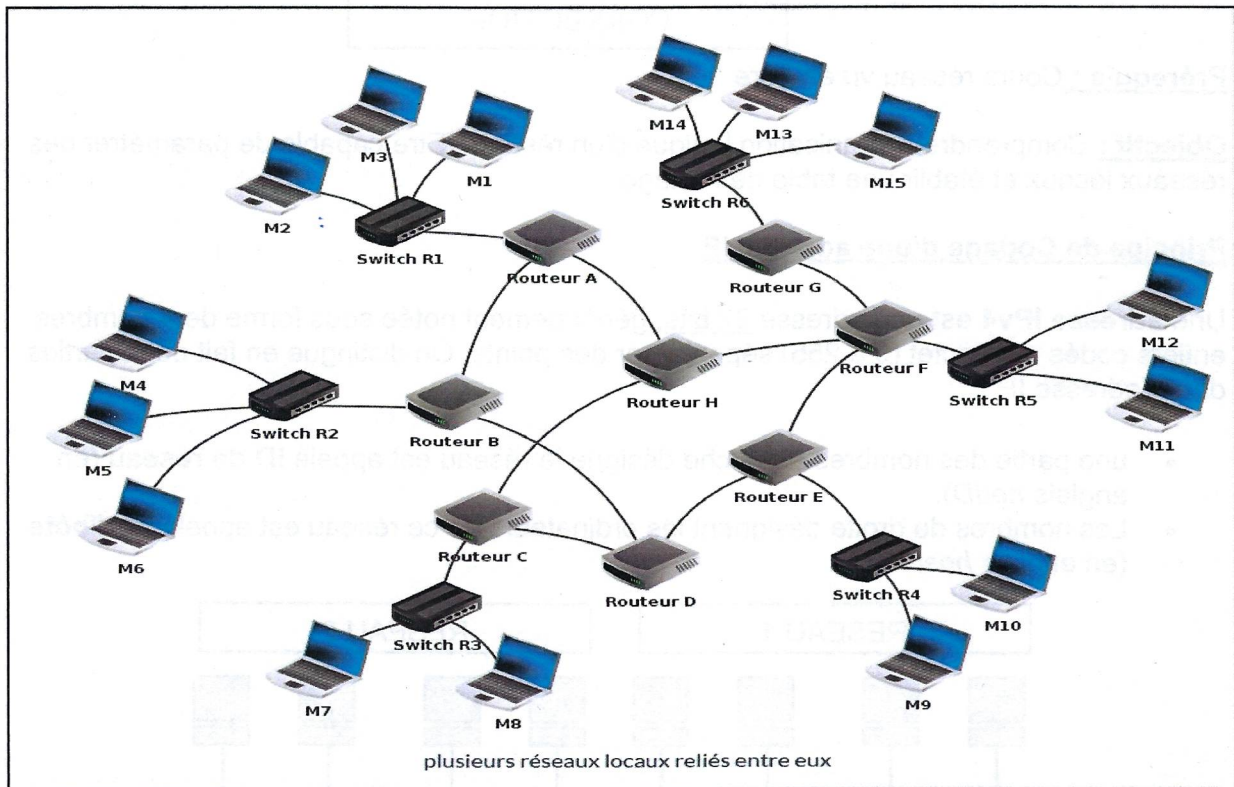 M14
M13
M3
M1
M15
M2
Switch R6
Switch R1
Routeur A
Routeur G
M12
M4
Routeur F
Routeur H
Switch R5
Routeur B
Switch R2
M11
M5
Routeur E
Routeur C
M6
Routeur D
Switch R4
M10
Switch R3
M7
M8
M9
plusieurs réseaux locaux reliés entre eux